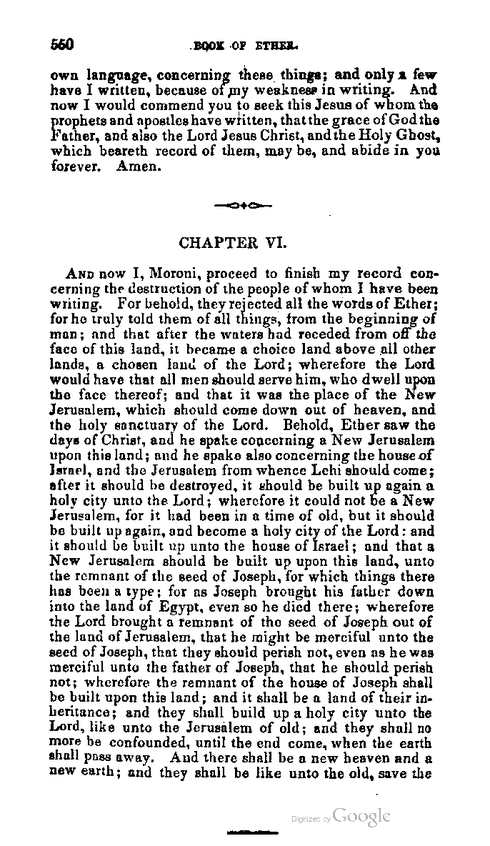 550 BOOK OF ETHER.
own language, concerning these things; and only a few
have I written, because of my weakness in writing. And
now I would commend you to seek this Jesus of whom the
prophets and apostles have written, that the grace of God the
Father, and also the Lord Jesus Christ, and the Holy Ghost,
which beareth record of them, may be, and abide in you
forever. Amen.
CHAPTER VI.
AND now I, Moroni, proceed to finish my record con-
cerning the destruction of the people of whom I have been
writing. For behold, they rejected all the words of Ether;
for he truly told them of all things, from the beginning of
man; and that after the waters had receded from off the
face of this land, it became a choice land above all other
lands, a chosen land of the Lord; wherefore the Lord
would have that all men should serve him, who dwell upon
the face thereof; and that it was the place of the New
Jerusalem, which should come down out of heaven, and
the holy sanctuary of the Lord. Behold, Ether saw the
days of Christ, and he spake concerning a New Jerusalem
upon this land; and he spake also concerning the house of
Israel, and the Jerusalem from whence Lehi should come;
after it should be destroyed, it should be built up again a
holy city unto the Lord; wherefore it could not be a New
Jerusalem, for it had been in a time of old, but it should
be built up again, and become a holy city of the Lord: and
it should be built up unto the house of Israel; and that a
New Jerusalem should be built up upon this land, unto
the remnant of the seed of Joseph, for which things there
has been a type; for as Joseph brought his father down
into the land of Egypt, even so he died there; wherefore
the Lord brought a remnant of the seed of Joseph out of
the land of Jerusalem, that he might be merciful unto the
seed of Joseph, that they should perish not, even as he was
merciful unto the father of Joseph, that he should perish
not; wherefore the remnant of the house of Joseph shall
be built upon this land; and it shall be a land of their in-
heritance; and they shall build up a holy city unto the
Lord, like unto the Jerusalem of old; and they shall no
more be confounded, until the end come, when the earth
shall pass away. And there shall be a new heaven and a
new earth; and they shall be like unto the old, save the
Digitized by Google